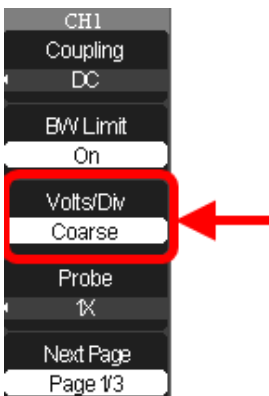 CH1
Coupling
DC
BW Limit
On
Volts/Div
Coarse
Probe
1X
Next Page
Page 1/3